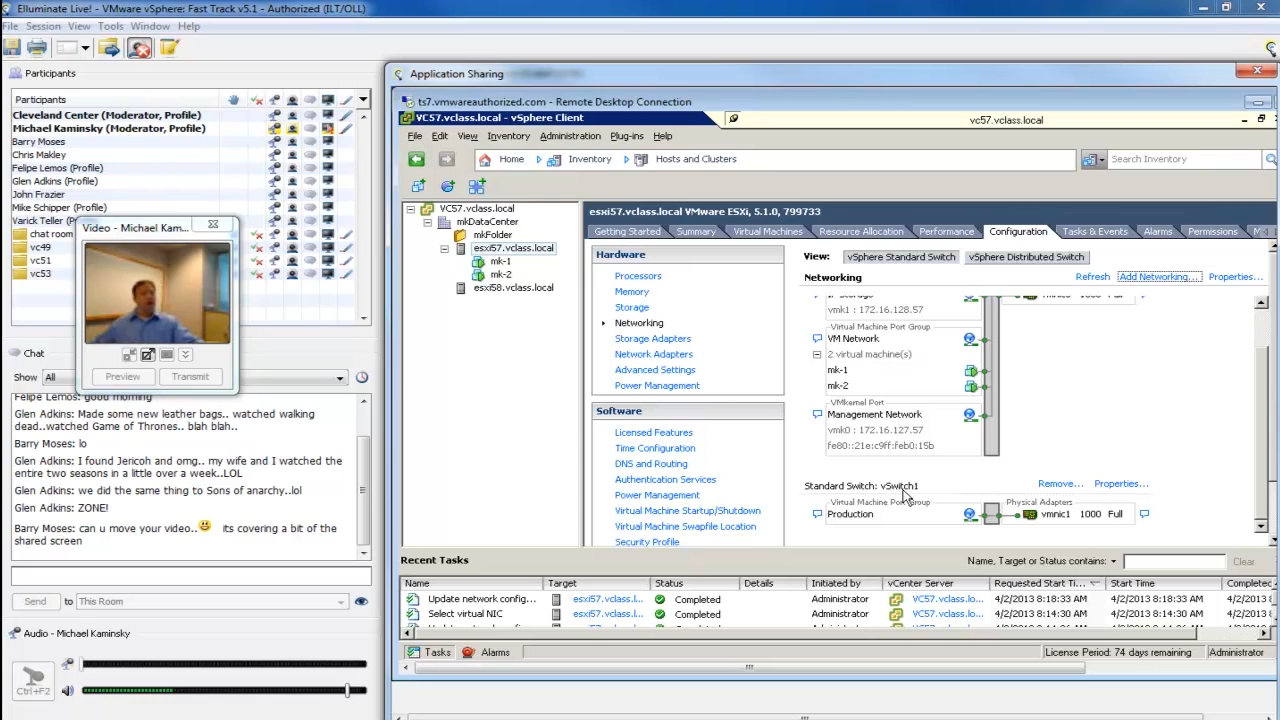 Elluminate Live! - VMware vSphere: Fast Track v5.1 - Authorized (ILT/OLL)
File Session View Tools Window Help
Participants
Participants
Cleveland Center (Moderator, Profile)
Michael Kaminsky (Moderator, Profile)
Barry Moses
Chris Makley
Felipe Lemos (Profile)
Glen Adkins (Profile)
John Frazier
Mike Schipper (Profile)
Varick Teller (Profile)
chat room
vc49
vc51
vc53
Video - Michael Kam...
Preview Transmit
Chat
Show All
Felipe Lemos: good morning
Glen Adkins: Made some new leather bags.. watched walking
dead..watched Game of Thrones.. blah blah..
Barry Moses: lo
Glen Adkins: I found Jericoh and omg.. my wife and I watched the
entire two seasons in a little over a week..LOL
Glen Adkins: we did the same thing to Sons of anarchy..lol
Glen Adkins: ZONE!
Barry Moses: can u move your video.. its covering a bit of the
shared screen
Send to This Room
Audio - Michael Kaminsky
Ctrl+F2
Application Sharing
ts7.vmwareauthorized.com - Remote Desktop Connection
VC57.vclass.local - vSphere Client
vc57.vclass.local
File Edit View Inventory Administration Plug-ins Help
Home Inventory Hosts and Clusters
Search Inventory
VC57.vclass.local
mkDataCenter
mkFolder
esxi57.vclass.local
mk-1
mk-2
esxi58.vclass.local
esxi57.vclass.local VMware ESXi, 5.1.0, 799733
Getting Started Summary Virtual Machines Resource Allocation Performance Configuration Tasks & Events Alarms Permissions M
Hardware
Processors
Memory
Storage
Networking
Storage Adapters
Network Adapters
Advanced Settings
Power Management
Software
Licensed Features
Time Configuration
DNS and Routing
Authentication Services
Power Management
Virtual Machine Startup/Shutdown
Virtual Machine Swapfile Location
Security Profile
View: vSphere Standard Switch vSphere Distributed Switch
Networking
Refresh Add Networking... Properties...
vmk1 : 172.16.128.57
Virtual Machine Port Group
VM Network
2 virtual machine(s)
mk-1
mk-2
VMkernel Port
Management Network
vmk0 : 172.16.127.57
fe80::21e:c9ff:feb0:15b
Standard Switch: vSwitch1
Remove... Properties...
Virtual Machine Port Group
Physical Adapters
Production
vmnic1 1000 Full
Recent Tasks
Name, Target or Status contains: Clear
Name Target Status Details Initiated by vCenter Server Requested Start Ti... Start Time Completed
Update network config... esxi57.vclass.l... Completed Administrator VC57.vclass.lo... 4/2/2013 8:18:33 AM 4/2/2013 8:18:33 AM 4/2/2013
Select virtual NIC esxi57.vclass.l... Completed Administrator VC57.vclass.lo... 4/2/2013 8:14:30 AM 4/2/2013 8:14:30 AM 4/2/2013
Tasks Alarms
License Period: 74 days remaining Administrator